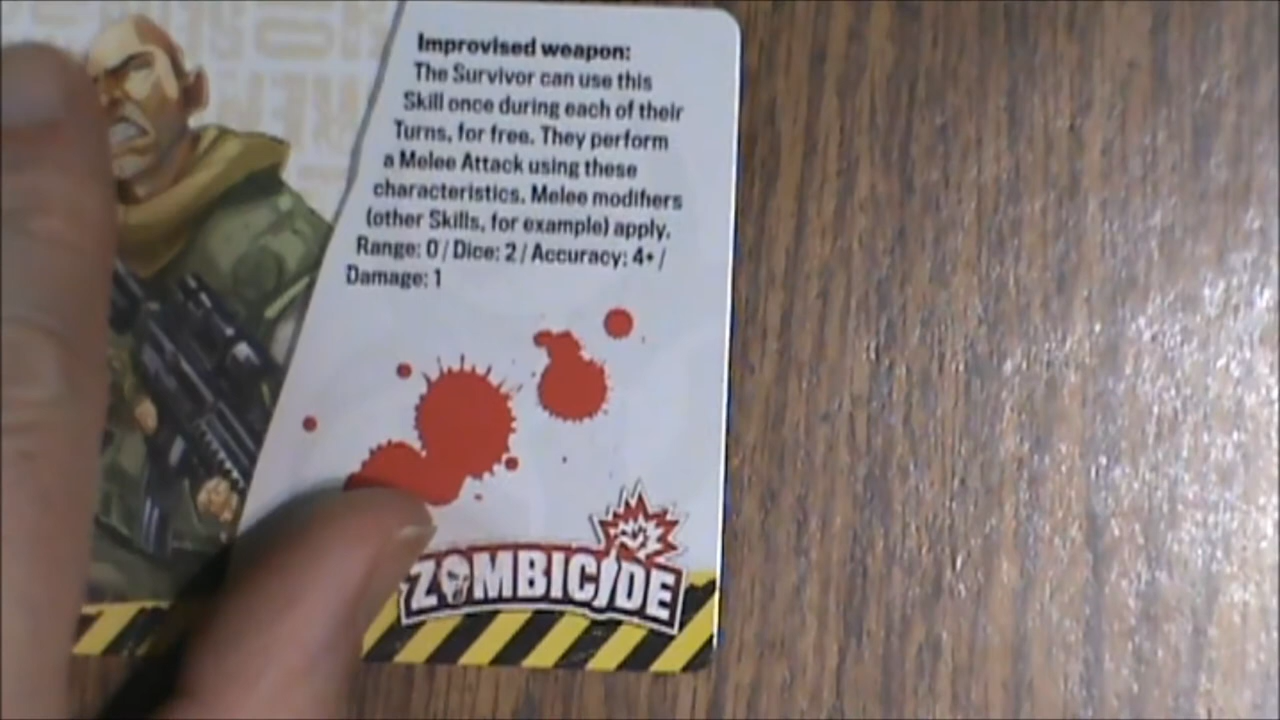 Improvised weapon:
The Survivor can use this
Skill once during each of their
Turns, for free. They perform
a Melee Attack using these
characteristics. Melee modifiers
(other Skills, for example) apply.
Range: 0 / Dice: 2 / Accuracy: 4+ /
Damage: 1
ZOMBICIDE